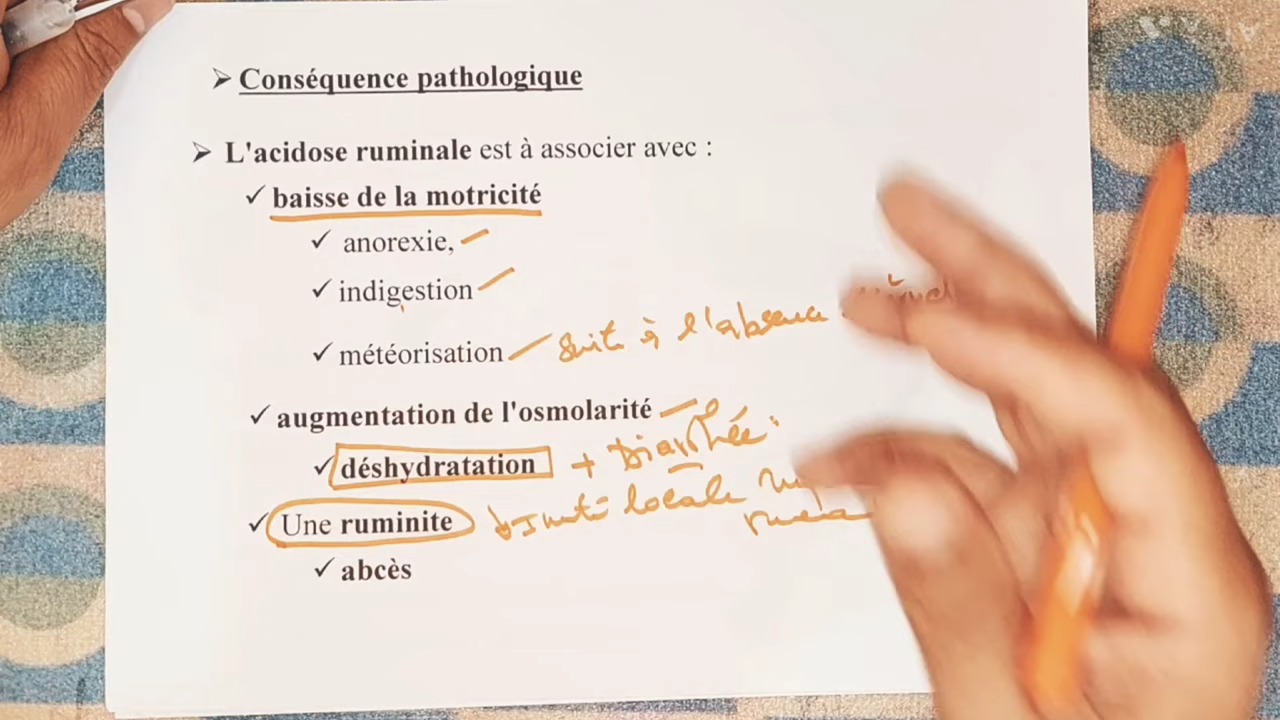 ➢ Conséquence pathologique
➢ L'acidose ruminale est à associer avec :
✓ baisse de la motricité
✓ anorexie,
✓ indigestion
✓ météorisation suite à l'absence
✓ augmentation de l'osmolarité
✓ déshydratation + Diarrhée
✓ Une ruminite locale
✓ abcès